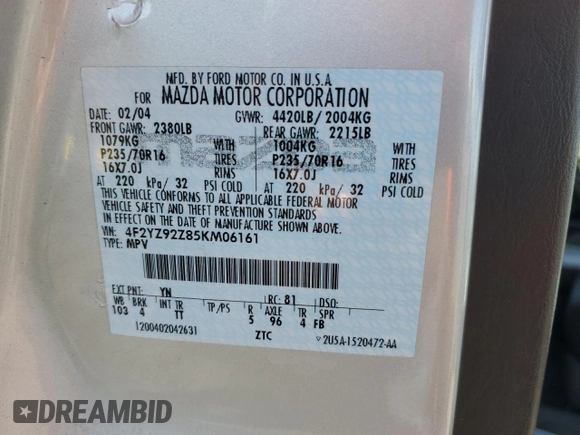 MFD. BY FORD MOTOR CO. IN U.S.A.
FOR MAZDA MOTOR CORPORATION
DATE: 02/04 GVWR: 4420LB/ 2004KG
FRONT GAWR: 2380LB REAR GAWR: 2215LB
1079KG WITH 1004KG WITH
P235/70R16 TIRES P235/70R16 TIRES
16X7.0J RIMS 16X7.0J RIMS
AT 220 kPa/ 32 PSI COLD AT 220 kPa/ 32 PSI COLD
THIS VEHICLE CONFORMS TO ALL APPLICABLE FEDERAL MOTOR
VEHICLE SAFETY AND THEFT PREVENTION STANDARDS
IN EFFECT ON THE DATE OF MANUFACTURE SHOWN ABOVE.
VIN: 4F2YZ92Z85KM06161
TYPE: MPV
EXT PNT: YN RC: 81 DSO:
WB BRK INT TR TP/PS R AXLE TR SPR
103 4 TT 5 96 4 FB
1200402042631 ZTC 2U5A-1520472-AA
DREAMBID